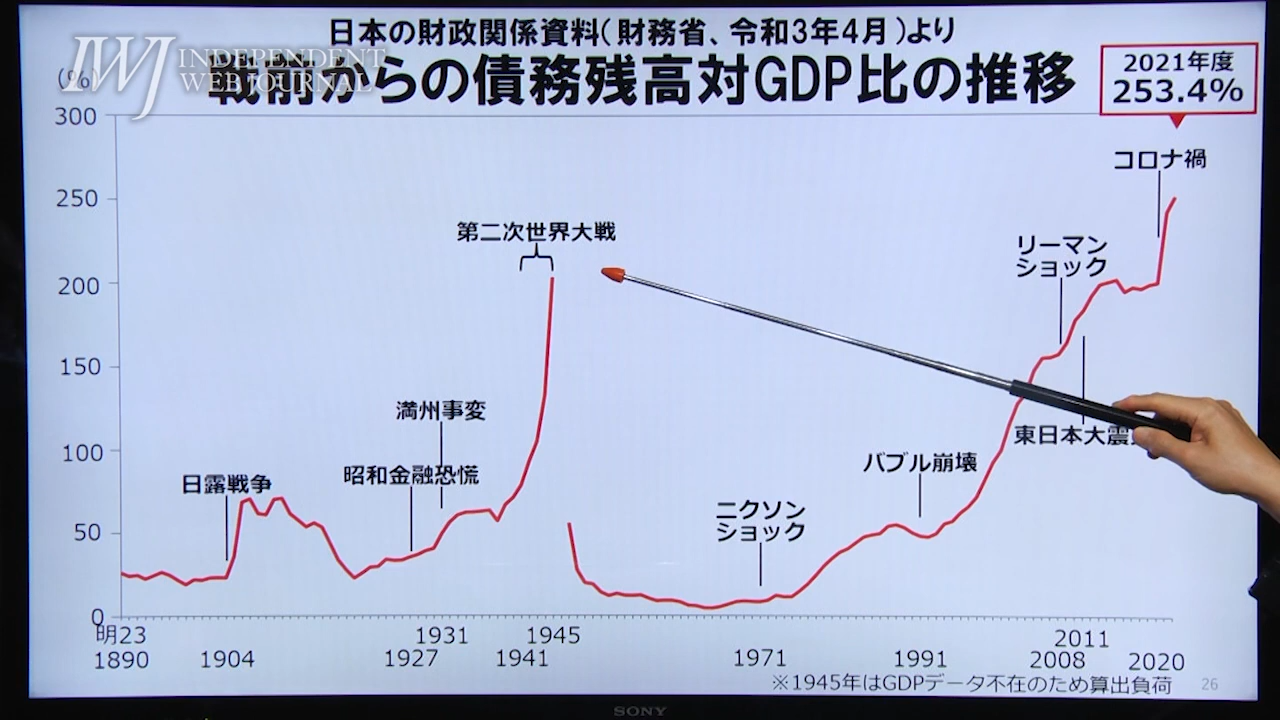 日本の財政関係資料(財務省、令和3年4月)より
IWJ INDEPENDENT WEB JOURNAL
戦前からの債務残高対GDP比の推移
2021年度
253.4%
(%)
300
250
200
150
100
50
0
コロナ禍
第二次世界大戦
リーマン
ショック
満州事変
東日本大震
バブル崩壊
昭和金融恐慌
日露戦争
ニクソン
ショック
明23
1931
1945
2011
1890
1904
1927
1941
1971
1991
2008
2020
※1945年はGDPデータ不在のため算出負荷
26
SONY